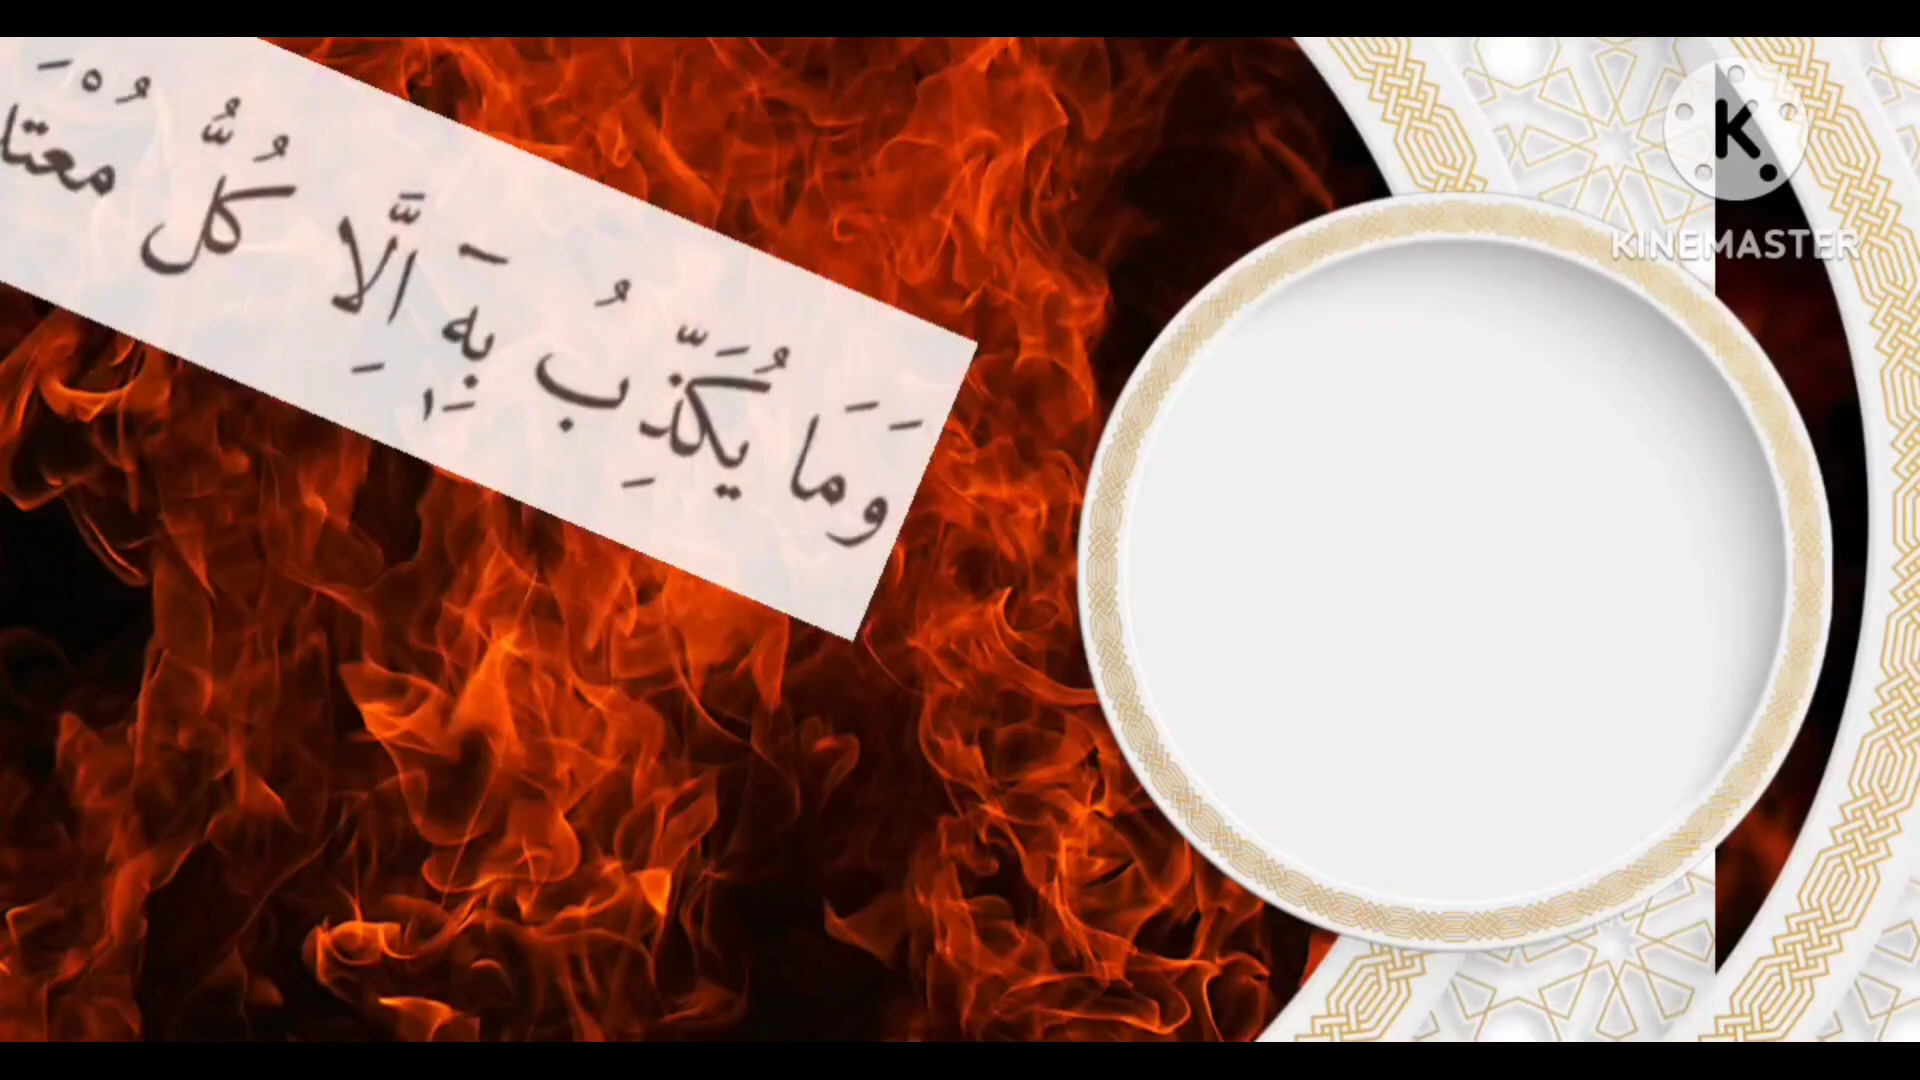 وَمَا يُكَذِّبُ بِهٖٓ اِلَّا كُلُّ مُعْتَا
KINEMASTER